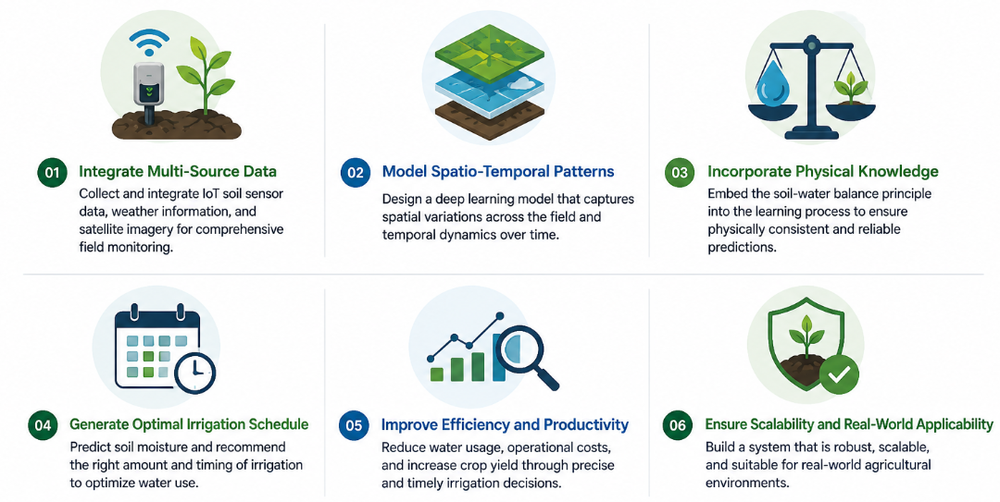 01
Integrate Multi-Source Data
Collect and integrate IoT soil sensor
data, weather information, and
satellite imagery for comprehensive
field monitoring.
02
Model Spatio-Temporal Patterns
Design a deep learning model that captures
spatial variations across the field and
temporal dynamics over time.
03
Incorporate Physical Knowledge
Embed the soil-water balance principle
into the learning process to ensure
physically consistent and reliable
predictions.
04
Generate Optimal Irrigation Schedule
Predict soil moisture and recommend
the right amount and timing of irrigation
to optimize water use.
05
Improve Efficiency and Productivity
Reduce water usage, operational costs,
and increase crop yield through precise
and timely irrigation decisions.
06
Ensure Scalability and Real-World Applicability
Build a system that is robust, scalable,
and suitable for real-world agricultural
environments.